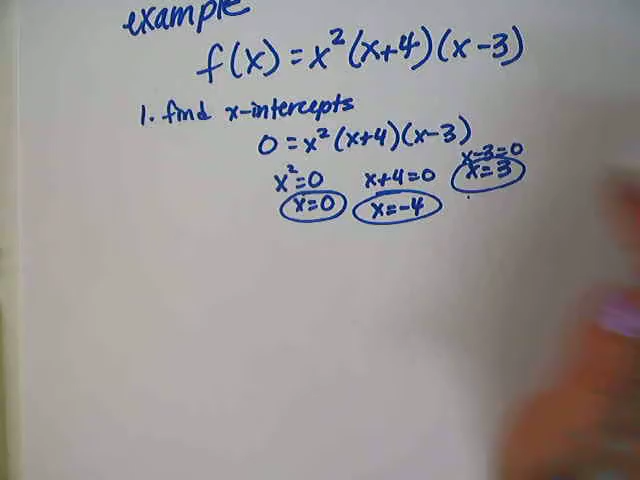 example
f(x) = x²(x+4)(x-3)
1. find x-intercepts
0 = x²(x+4)(x-3)
x²=0 x+4=0 x-3=0
x=0 x=-4 x=3